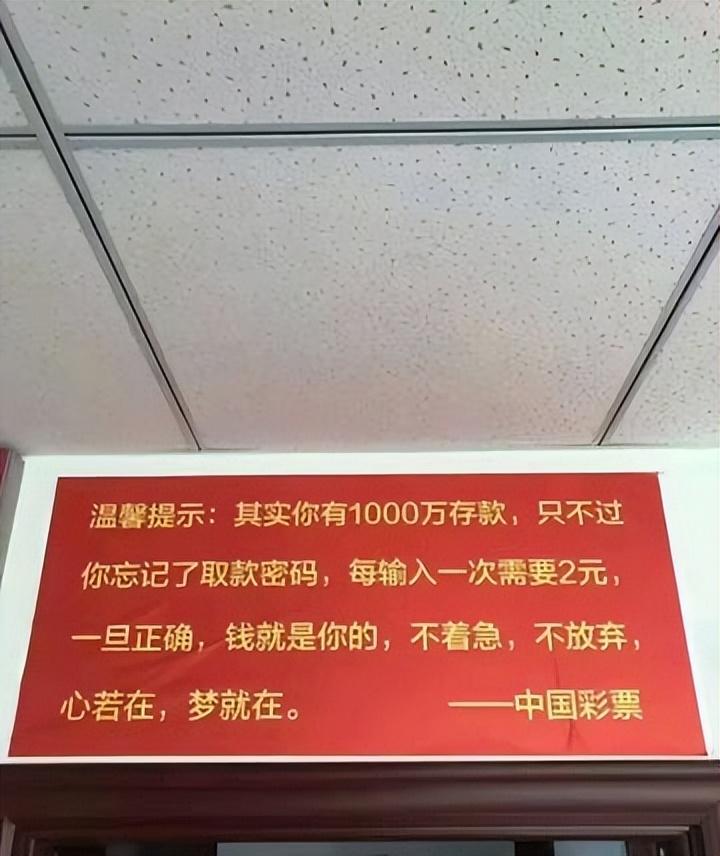 温馨提示：其实你有1000万存款，只不过
你忘记了取款密码，每输入一次需要2元，
一旦正确，钱就是你的，不着急，不放弃，
心若在，梦就在。 ——中国彩票